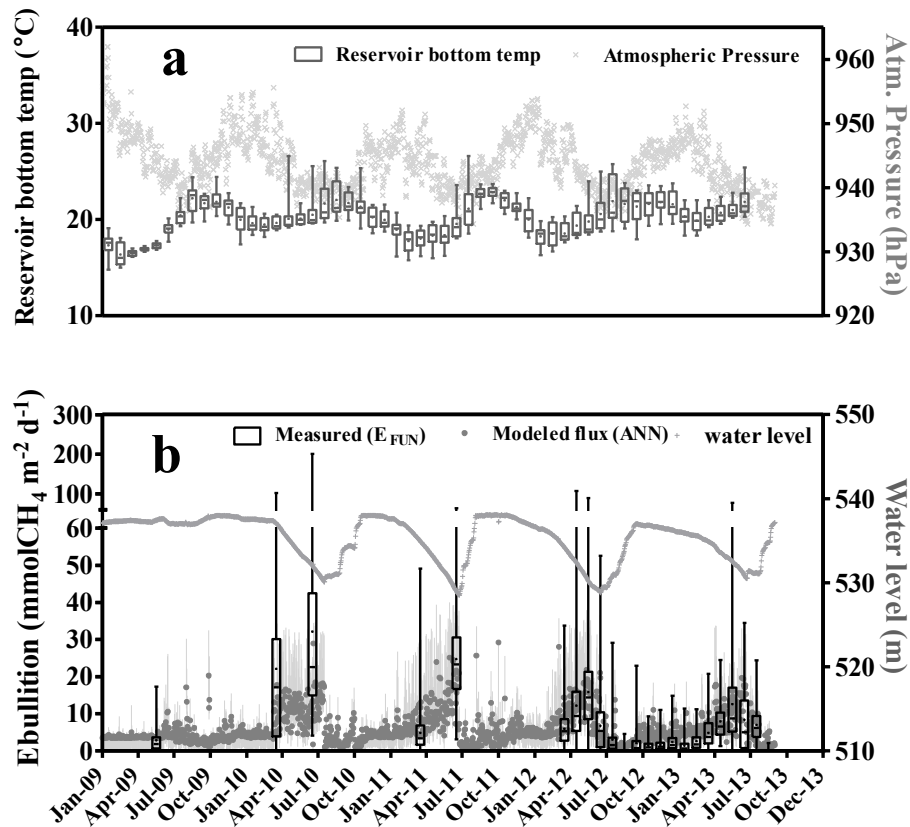 a
Reservoir bottom temp
Atmospheric Pressure
Reservoir bottom temp (°C)
40
30
20
10
Atm. Pressure (hPa)
960
950
940
930
920
b
Measured (EFUN)
Modeled flux (ANN)
water level
Ebullition (mmolCH4 m-2 d-1)
300
200
100
60
50
40
30
20
10
0
Water level (m)
550
540
530
520
510
Jan-09
Apr-09
Jul-09
Oct-09
Jan-10
Apr-10
Jul-10
Oct-10
Jan-11
Apr-11
Jul-11
Oct-11
Jan-12
Apr-12
Jul-12
Oct-12
Jan-13
Apr-13
Jul-13
Oct-13
Dec-13